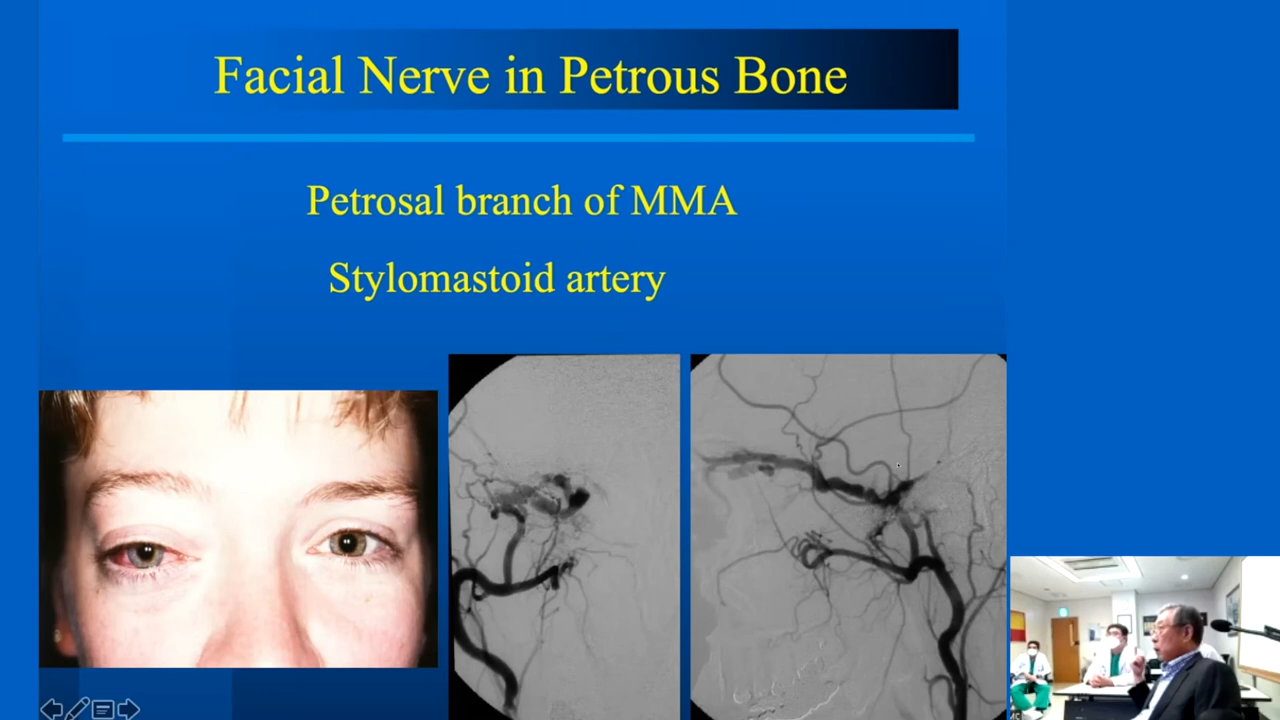 Facial Nerve in Petrous Bone
Petrosal branch of MMA
Stylomastoid artery